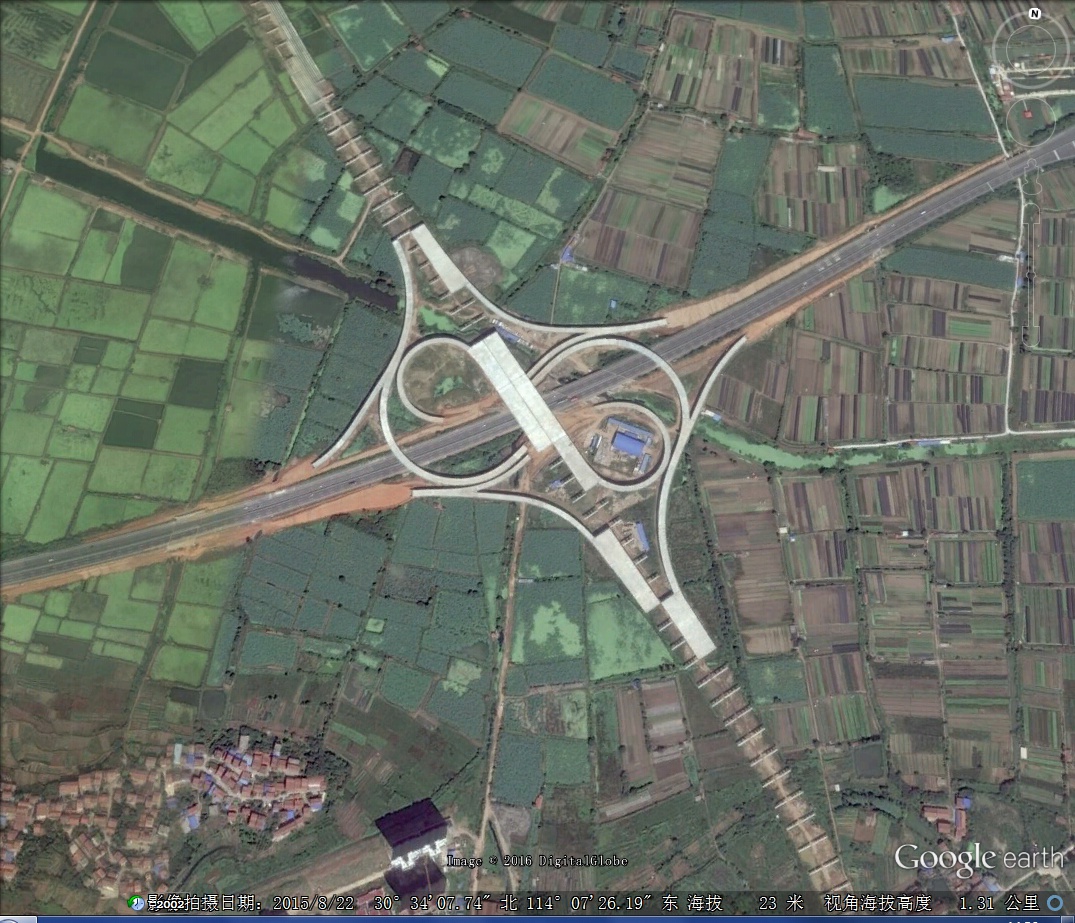 N
Image © 2016 DigitalGlobe
Google earth
2002 影像拍摄日期: 2015/8/22 30° 34'07.74" 北 114° 07'26.19" 东 海拔 23 米 视角海拔高度 1.31 公里